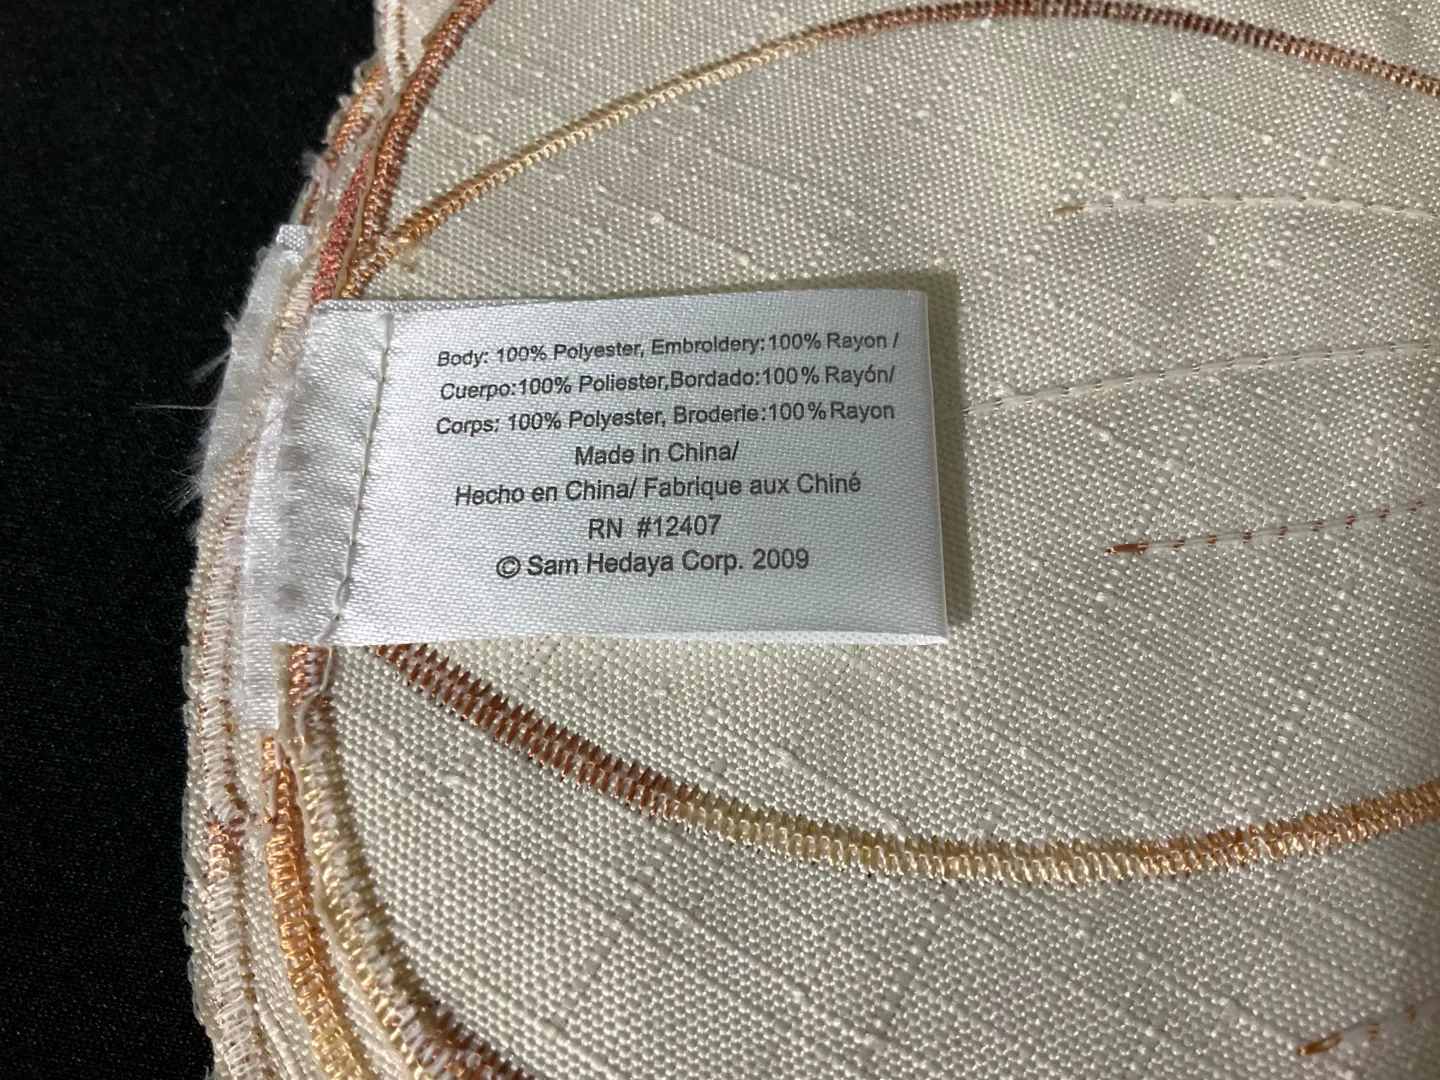 Body: 100% Polyester, Embroidery:100% Rayon /
Cuerpo:100% Poliester,Bordado:100% Rayón/
Corps: 100% Polyester, Broderie:100% Rayon
Made in China/
Hecho en China/ Fabrique aux Chiné
RN #12407
© Sam Hedaya Corp. 2009